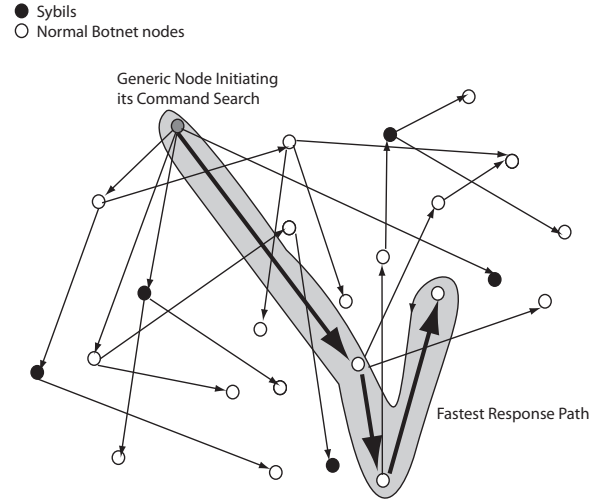 Sybils
Normal Botnet nodes
Generic Node Initiating
its Command Search
Fastest Response Path